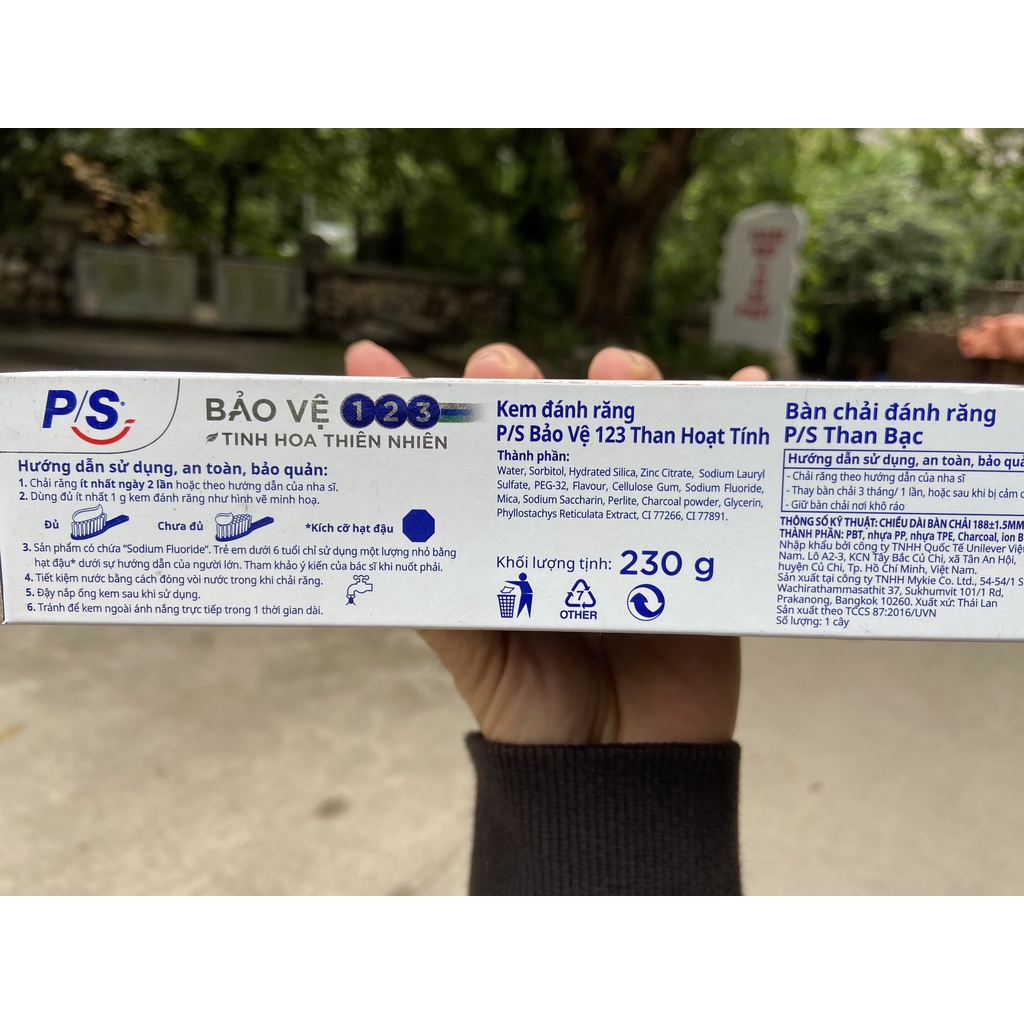 P/S
BẢO VỆ 123
TINH HOA THIÊN NHIÊN
Hướng dẫn sử dụng, an toàn, bảo quản:
1. Chải răng ít nhất ngày 2 lần hoặc theo hướng dẫn của nha sĩ.
2. Dùng đủ ít nhất 1 g kem đánh răng như hình vẽ minh hoạ.
Đủ
Chưa đủ
*Kích cỡ hạt đậu
3. Sản phẩm có chứa "Sodium Fluoride". Trẻ em dưới 6 tuổi chỉ sử dụng một lượng nhỏ bằng
hạt đậu* dưới sự hướng dẫn của người lớn. Tham khảo ý kiến của bác sĩ khi nuốt phải.
4. Tiết kiệm nước bằng cách đóng vòi nước trong khi chải răng.
5. Đậy nắp ống kem sau khi sử dụng.
6. Tránh để kem ngoài ánh nắng trực tiếp trong 1 thời gian dài.
Kem đánh răng
P/S Bảo Vệ 123 Than Hoạt Tính
Thành phần:
Water, Sorbitol, Hydrated Silica, Zinc Citrate, Sodium Lauryl
Sulfate, PEG-32, Flavour, Cellulose Gum, Sodium Fluoride,
Mica, Sodium Saccharin, Perlite, Charcoal powder, Glycerin,
Phyllostachys Reticulata Extract, CI 77266, CI 77891.
Khối lượng tịnh: 230 g
7
OTHER
Bàn chải đánh răng
P/S Than Bạc
Hướng dẫn sử dụng, an toàn, bảo quả
- Chải răng theo hướng dẫn của nha sĩ
- Thay bàn chải 3 tháng/ 1 lần, hoặc sau khi bị cảm c
- Giữ bàn chải nơi khô ráo
THÔNG SỐ KỸ THUẬT: CHIỀU DÀI BÀN CHẢI 188±1.5MM
THÀNH PHẦN: PBT, nhựa PP, nhựa TPE, Charcoal, ion B
Nhập khẩu bởi công ty TNHH Quốc Tế Unilever Việ
Nam. Lô A2-3, KCN Tây Bắc Củ Chi, xã Tân An Hội,
huyện Củ Chi, Tp. Hồ Chí Minh, Việt Nam.
Sản xuất tại công ty TNHH Mykie Co. Ltd., 54-54/1 S
Wachirathammasathit 37, Sukhumvit 101/1 Rd,
Prakanong, Bangkok 10260. Xuất xứ: Thái Lan
Sản xuất theo TCCS 87:2016/UVN
Số lượng: 1 cây